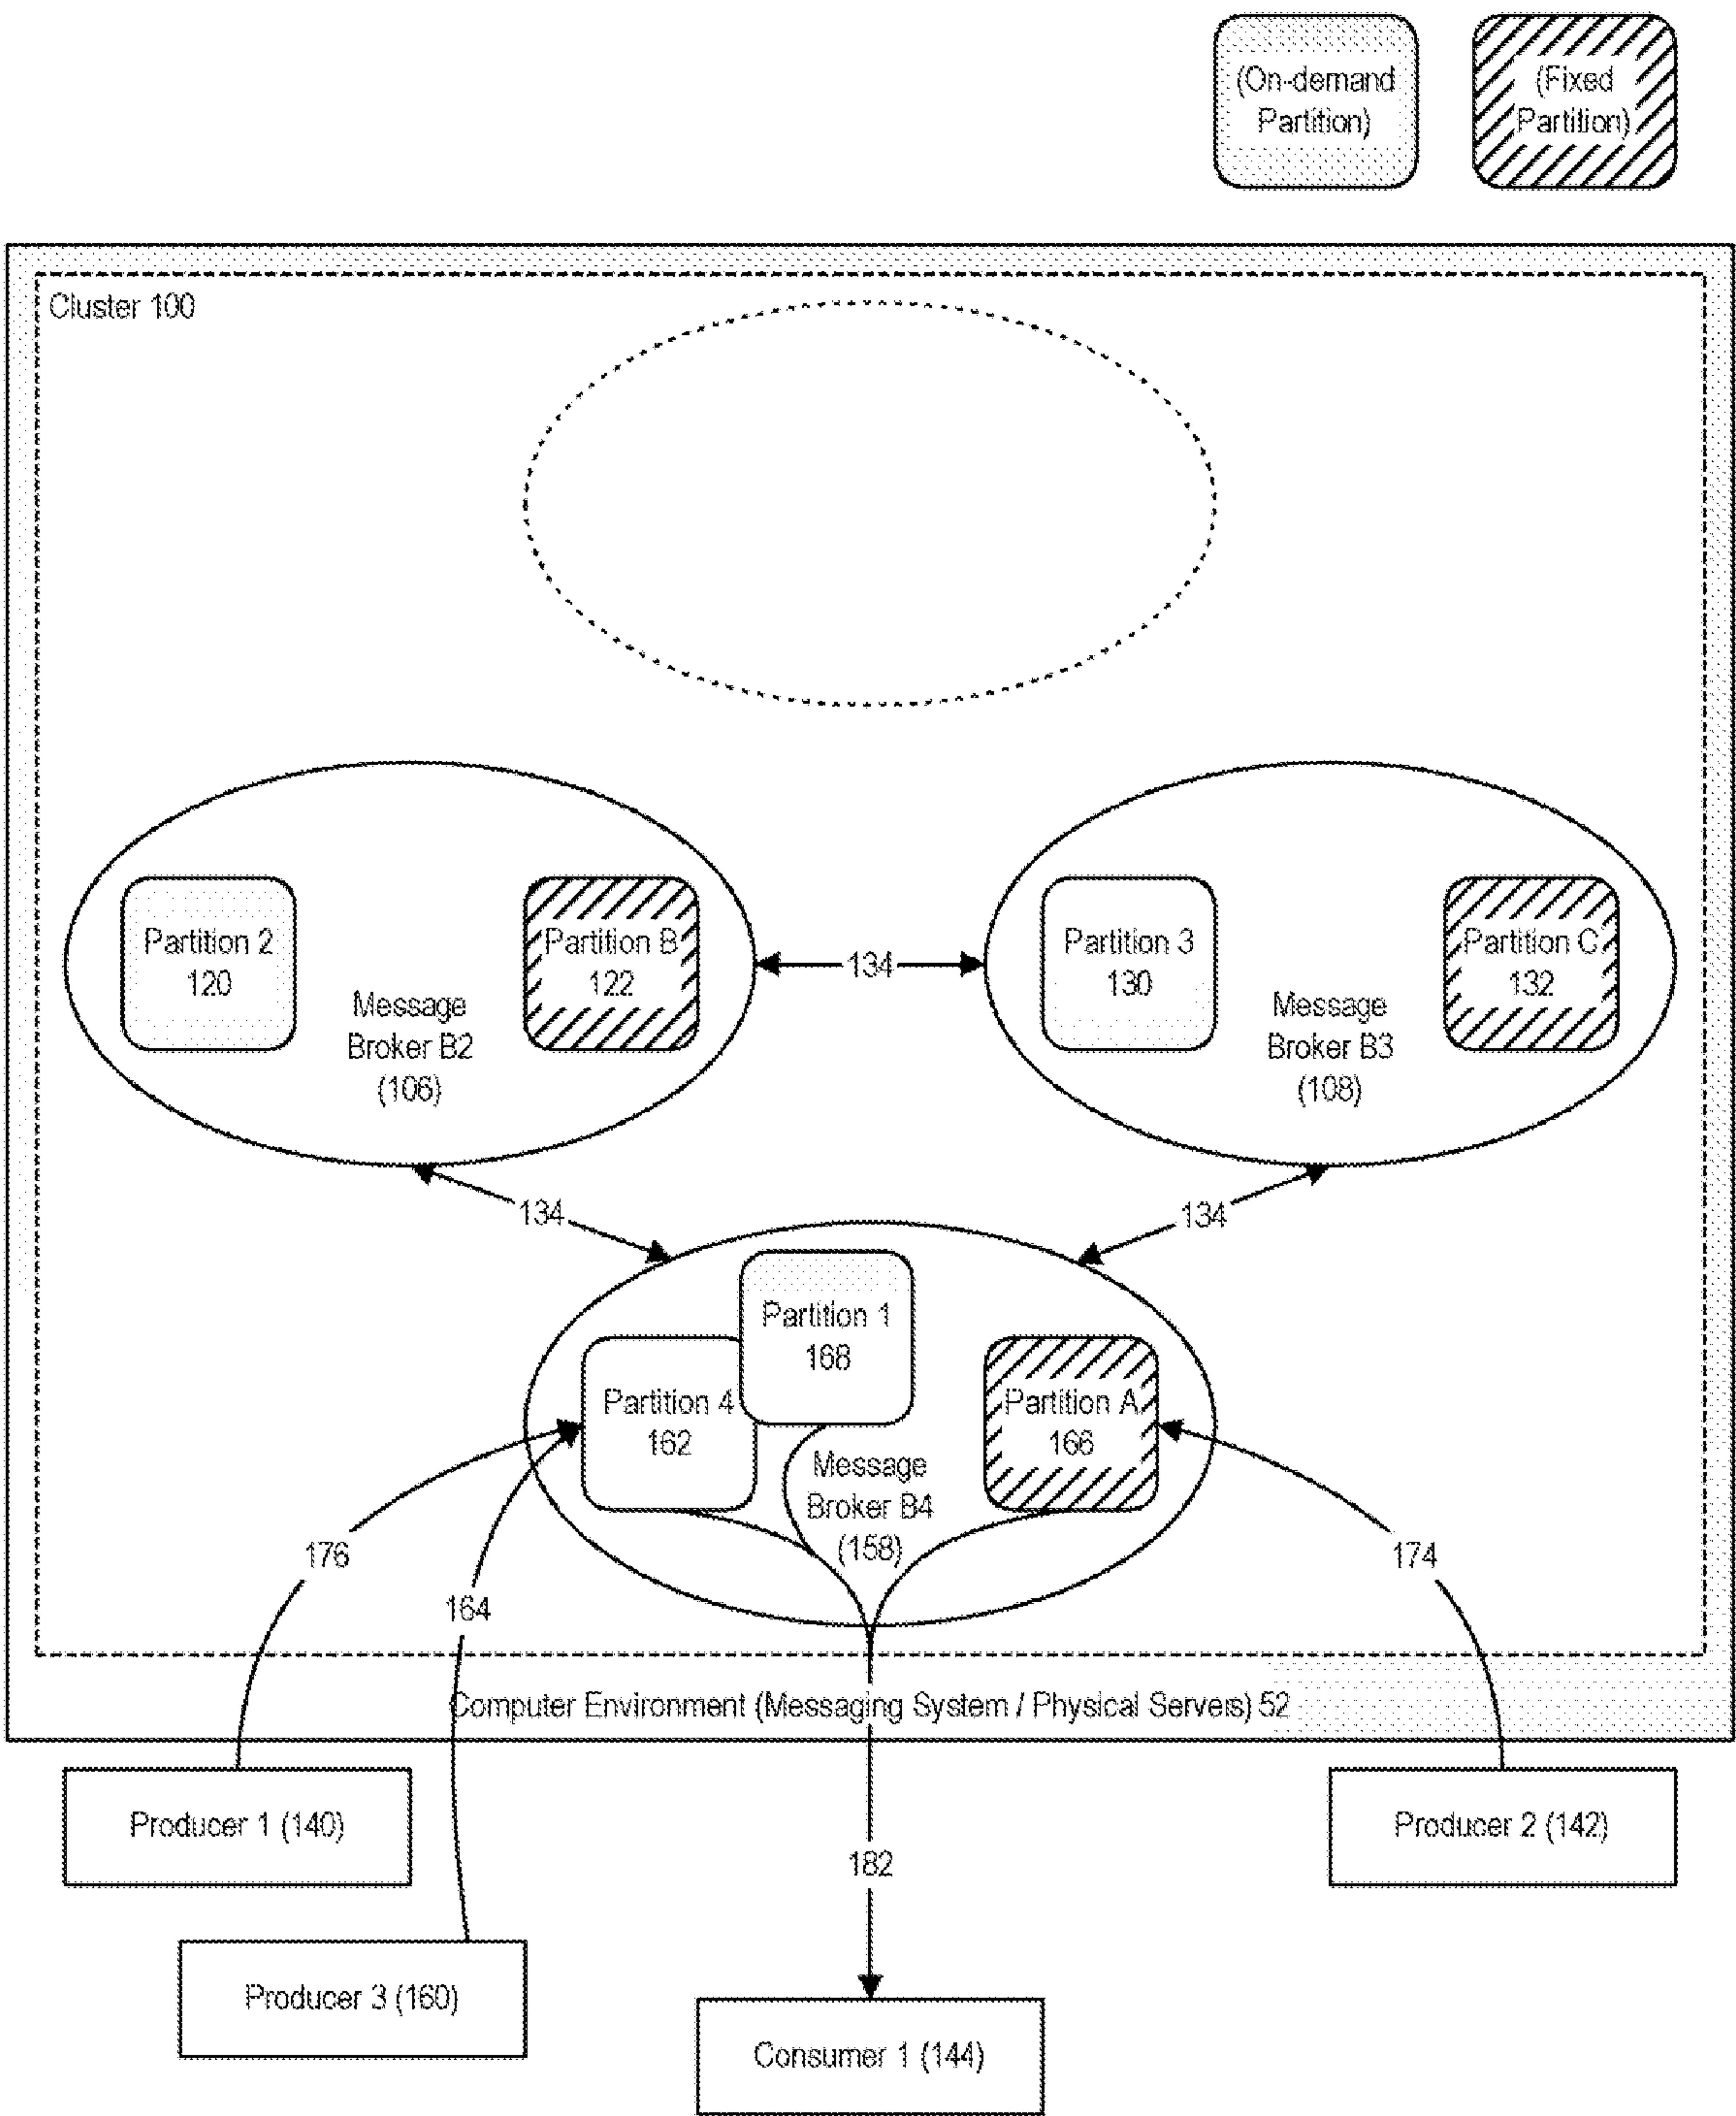 (On-demand
Partition)
(Fixed
Partition)
Cluster 100
Partition 2
120
Message
Broker B2
(106)
Partition B
122
134
Partition 3
130
Message
Broker B3
(108)
Partition C
132
134
134
Partition 1
168
Partition 4
162
Message
Broker B4
(158)
Partition A
166
176
164
174
Computer Environment (Messaging System / Physical Servers) 52
Producer 1 (140)
Producer 2 (142)
182
Producer 3 (160)
Consumer 1 (144)